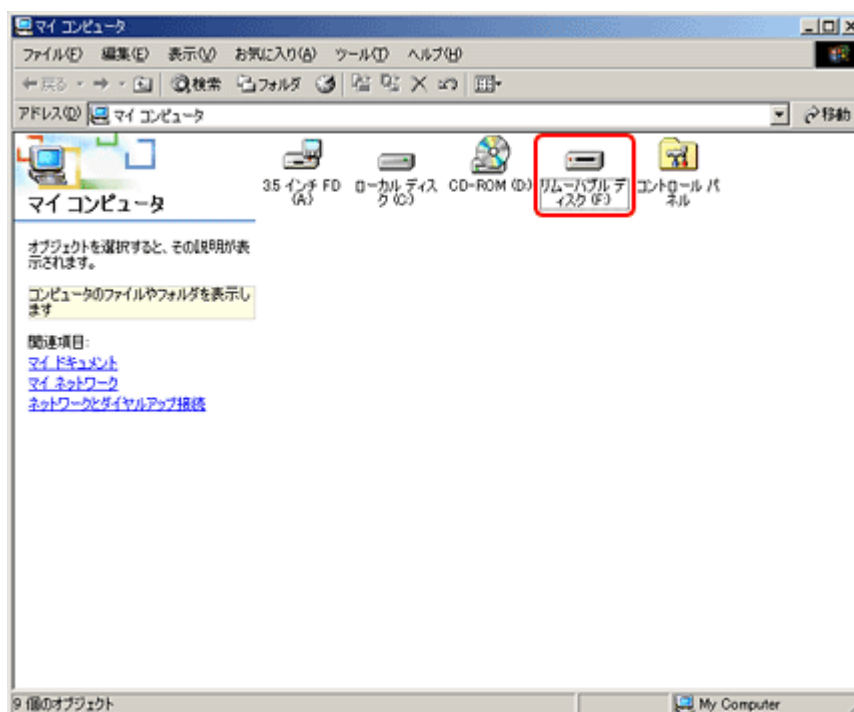 マイ コンピュータ
ファイル(F) 編集(E) 表示(V) お気に入り(A) ツール(T) ヘルプ(H)
戻る 検索 フォルダ
アドレス(D) マイ コンピュータ 移動
マイ コンピュータ
オブジェクトを選択すると、その説明が表
示されます。
コンピュータのファイルやフォルダを表示し
ます
関連項目:
マイ ドキュメント
マイ ネットワーク
ネットワークとダイヤルアップ接続
3.5 インチ FD
(A:)
ローカル ディス
ク (C:)
CD-ROM (D:)
リムーバブル デ
ィスク (F:)
コントロール パ
ネル
9 個のオブジェクト
My Computer